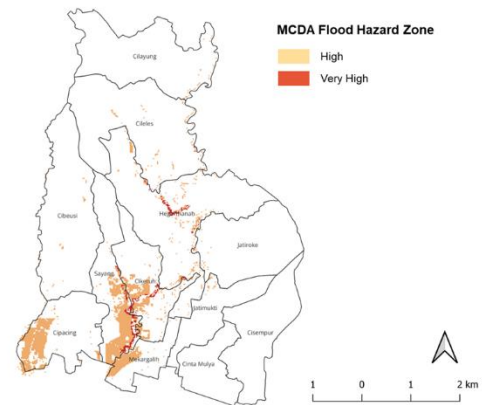 MCDA Flood Hazard Zone
High
Very High
Cilayung
Cileles
Hegarmanah
Cibeusi
Jatiroke
Sayang
Cikeruh
Jatimukti
Cipacing
Cisempur
Mekargalih
Cinta Mulya
1 0 1 2 km